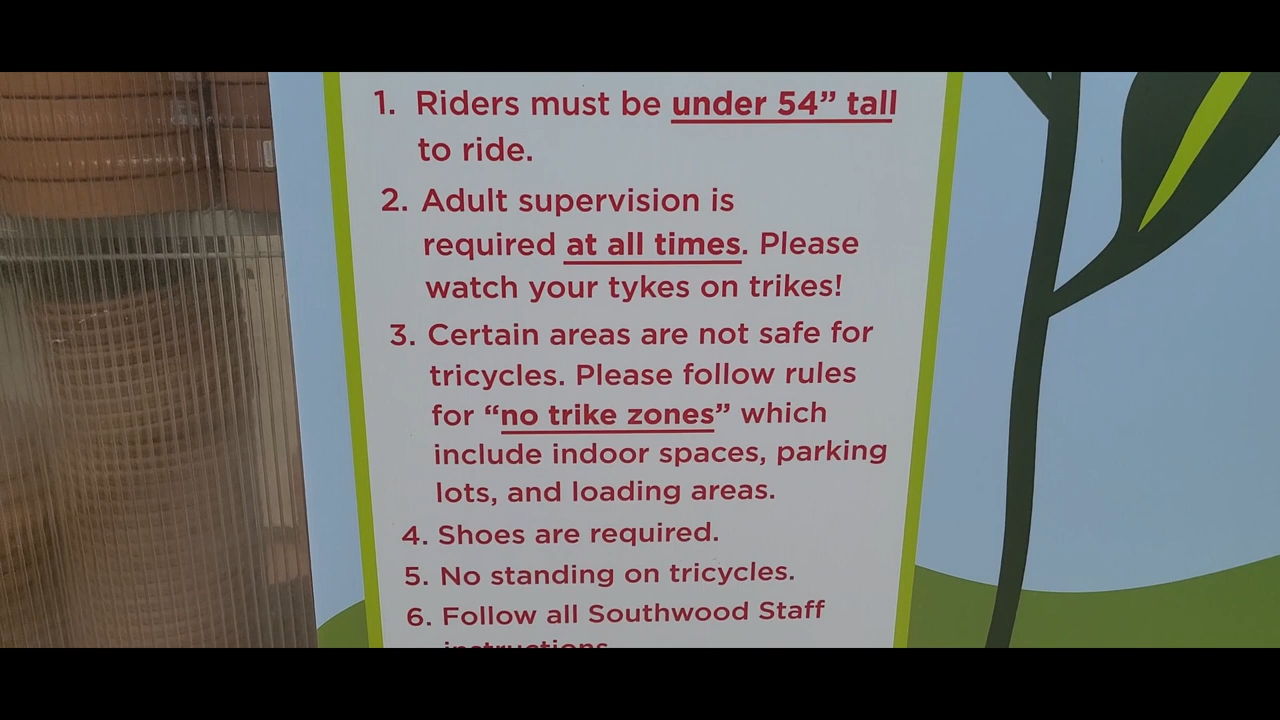 1. Riders must be under 54” tall
to ride.
2. Adult supervision is
required at all times. Please
watch your tykes on trikes!
3. Certain areas are not safe for
tricycles. Please follow rules
for “no trike zones” which
include indoor spaces, parking
lots, and loading areas.
4. Shoes are required.
5. No standing on tricycles.
6. Follow all Southwood Staff
instructions